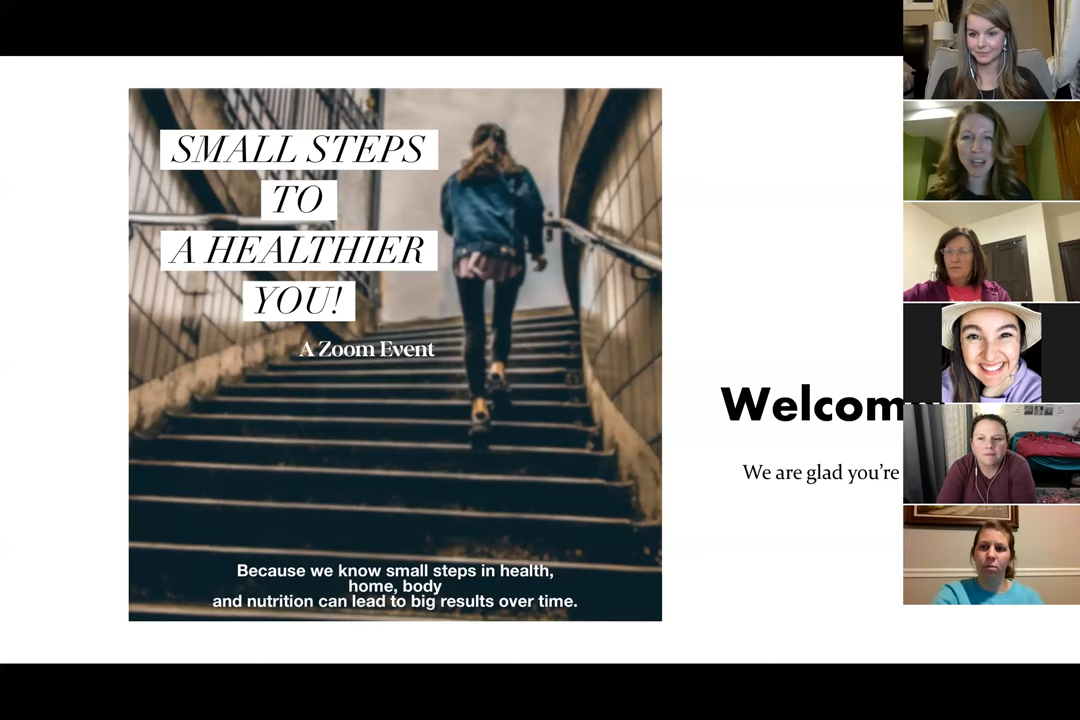 SMALL STEPS
TO
A HEALTHIER
YOU!
A Zoom Event
Because we know small steps in health,
home, body
and nutrition can lead to big results over time.
Welcom
We are glad you're